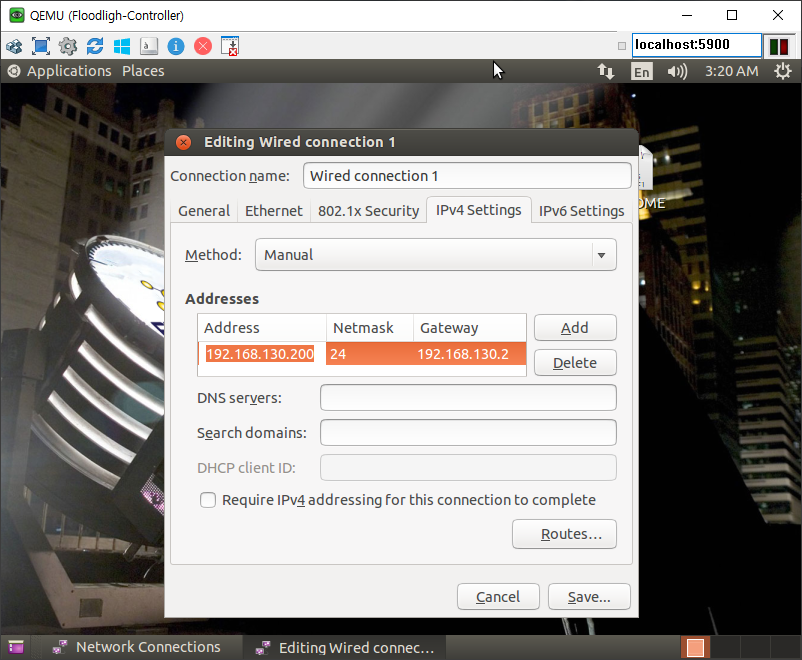 QEMU (Floodligh-Controller)
localhost:5900
Applications Places En 3:20 AM
Editing Wired connection 1
Connection name: Wired connection 1
General Ethernet 802.1x Security IPv4 Settings IPv6 Settings
Method: Manual
Addresses
Address Netmask Gateway Add
192.168.130.200 24 192.168.130.2
Delete
DNS servers:
Search domains:
DHCP client ID:
Require IPv4 addressing for this connection to complete
Routes...
Cancel Save...
Network Connections Editing Wired connec...